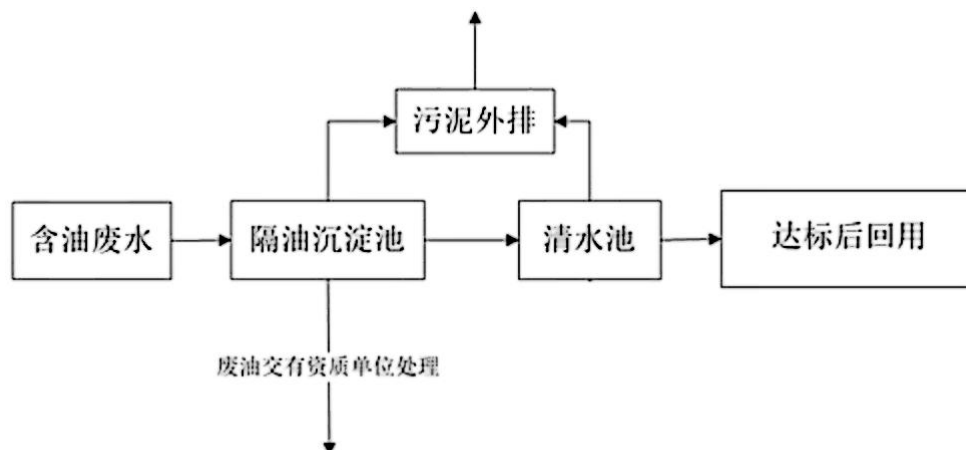 污泥外排
含油废水
隔油沉淀池
清水池
达标后回用
废油交有资质单位处理